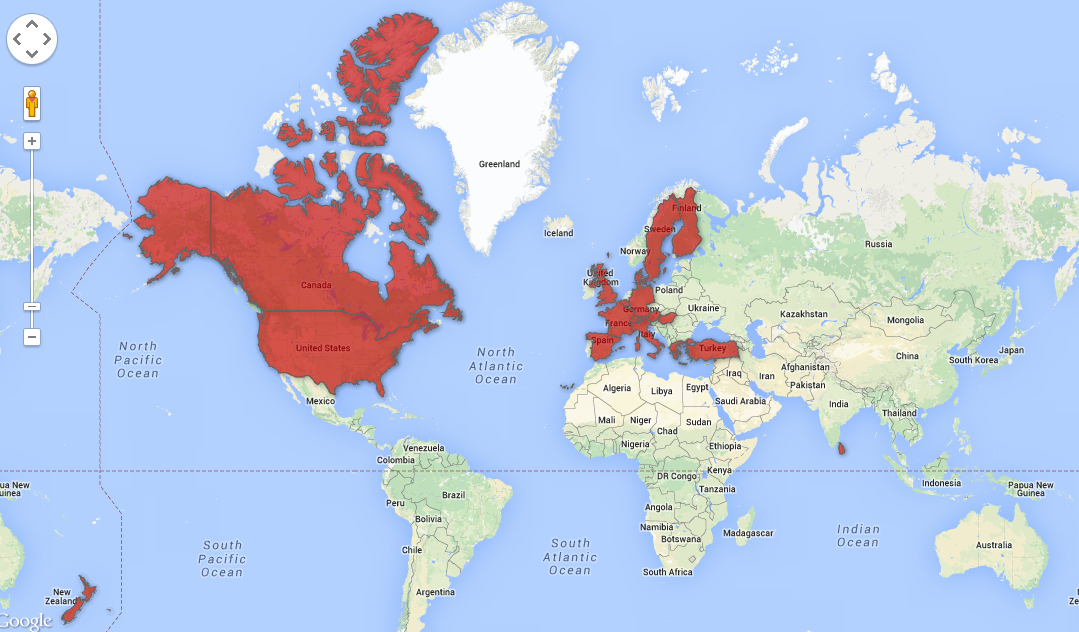 Greenland
Iceland
Finland
Sweden
Norway
Russia
United
Kingdom
Poland
Germany
Ukraine
France
Kazakhstan
Mongolia
Italy
Spain
Turkey
Canada
United States
North
Pacific
Ocean
North
Atlantic
Ocean
China
Japan
South Korea
Afghanistan
Iraq
Iran
Pakistan
Algeria
Libya
Egypt
Saudi Arabia
Mexico
India
Thailand
Mali
Niger
Sudan
Chad
Nigeria
Ethiopia
Venezuela
Colombia
Kenya
DR Congo
Tanzania
Indonesia
Papua New
Guinea
ua New
uinea
Peru
Brazil
Bolivia
Angola
Namibia
Botswana
Madagascar
Indian
Ocean
South
Pacific
Ocean
South
Atlantic
Ocean
Chile
Australia
South Africa
Argentina
New
Zealand
N
Ze
Google